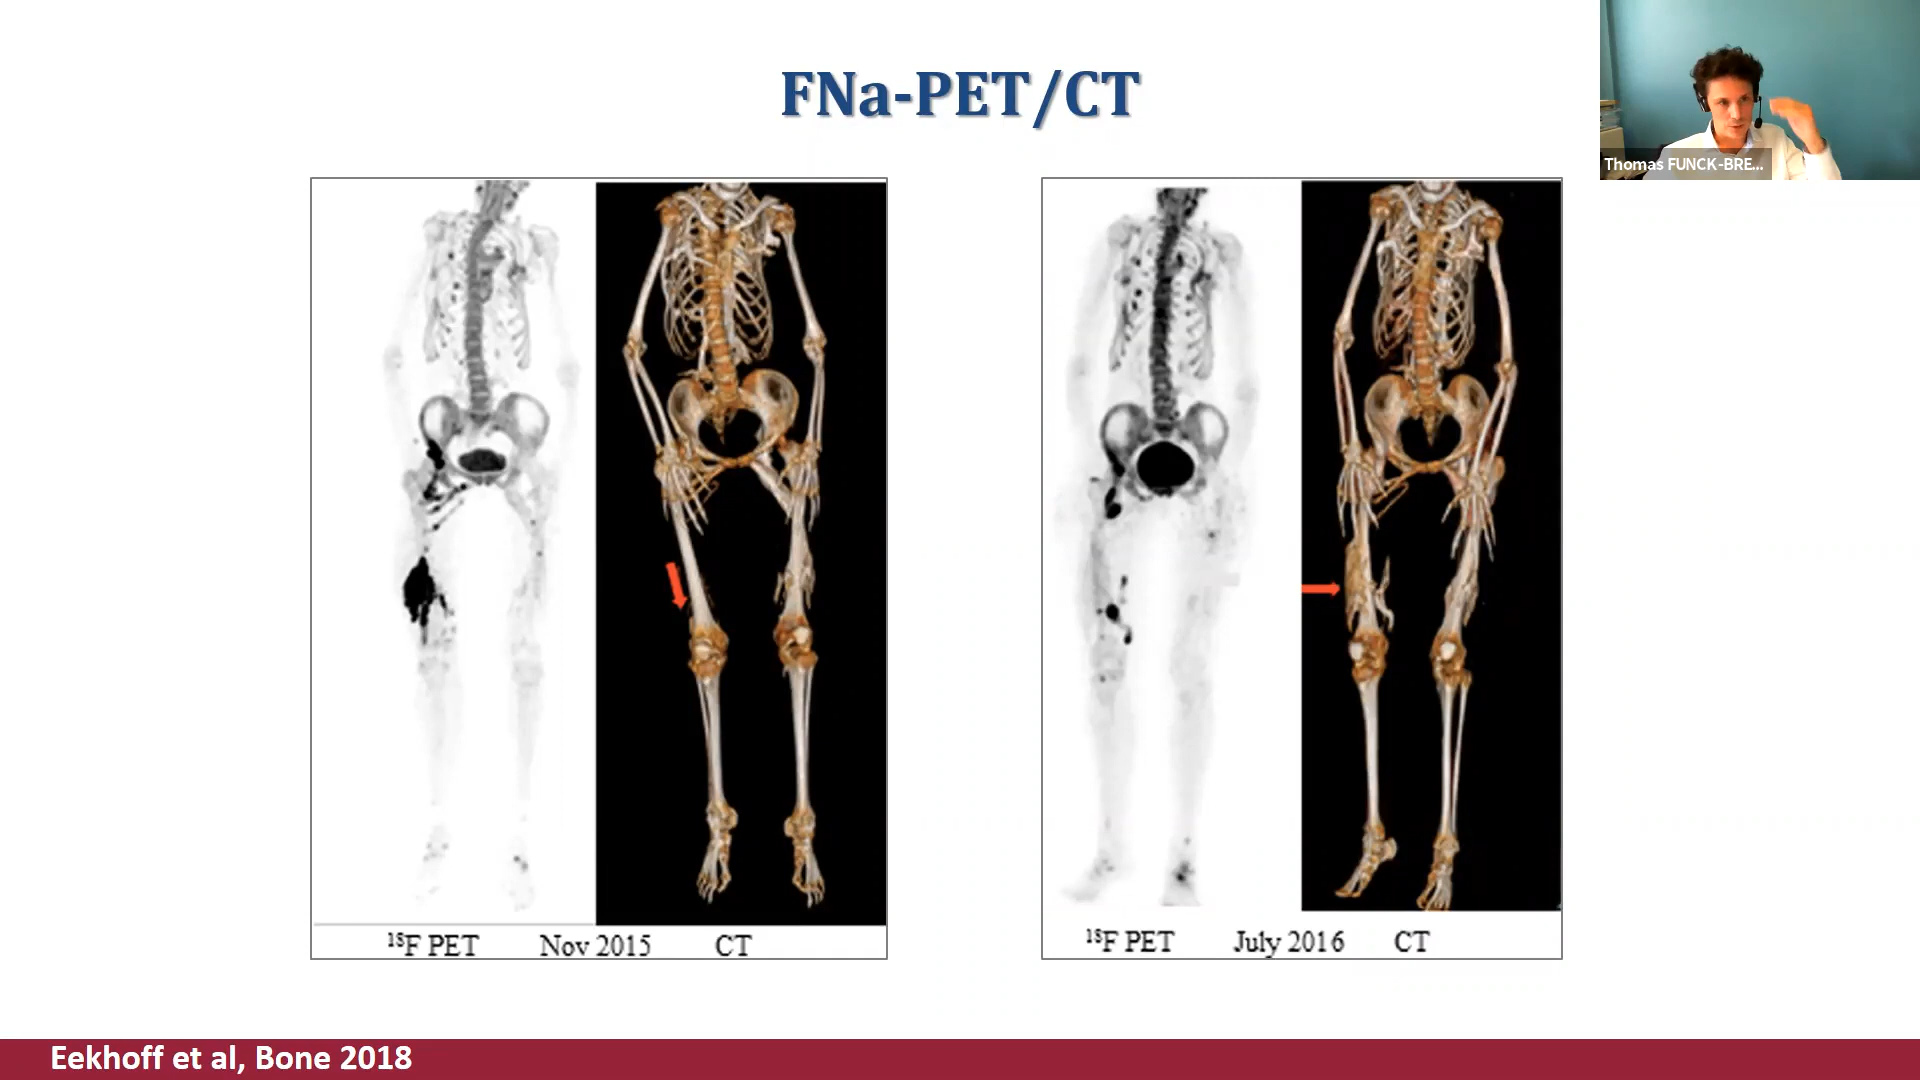 FNa-PET/CT
Thomas FUNCK-BRE...
¹⁸F PET Nov 2015 CT
¹⁸F PET July 2016 CT
Eekhoff et al, Bone 2018